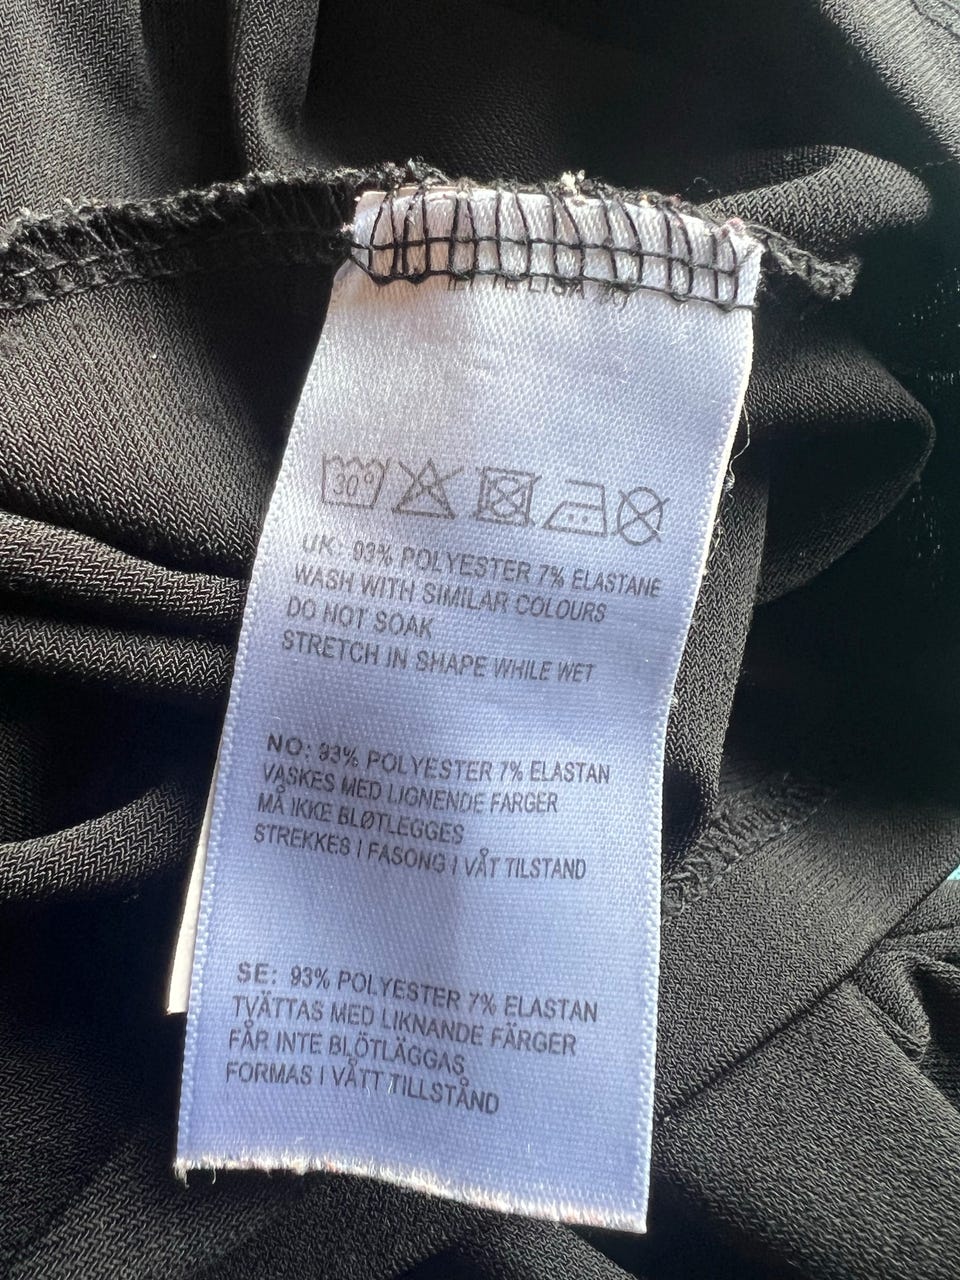 30°
UK: 93% POLYESTER 7% ELASTANE
WASH WITH SIMILAR COLOURS
DO NOT SOAK
STRETCH IN SHAPE WHILE WET
NO: 93% POLYESTER 7% ELASTAN
VASKES MED LIGNENDE FARGER
MÅ IKKE BLØTLEGGES
STREKKES I FASONG I VÅT TILSTAND
SE: 93% POLYESTER 7% ELASTAN
TVÄTTAS MED LIKNANDE FÄRGER
FÅR INTE BLÖTLÄGGAS
FORMAS I VÅTT TILLSTÅND